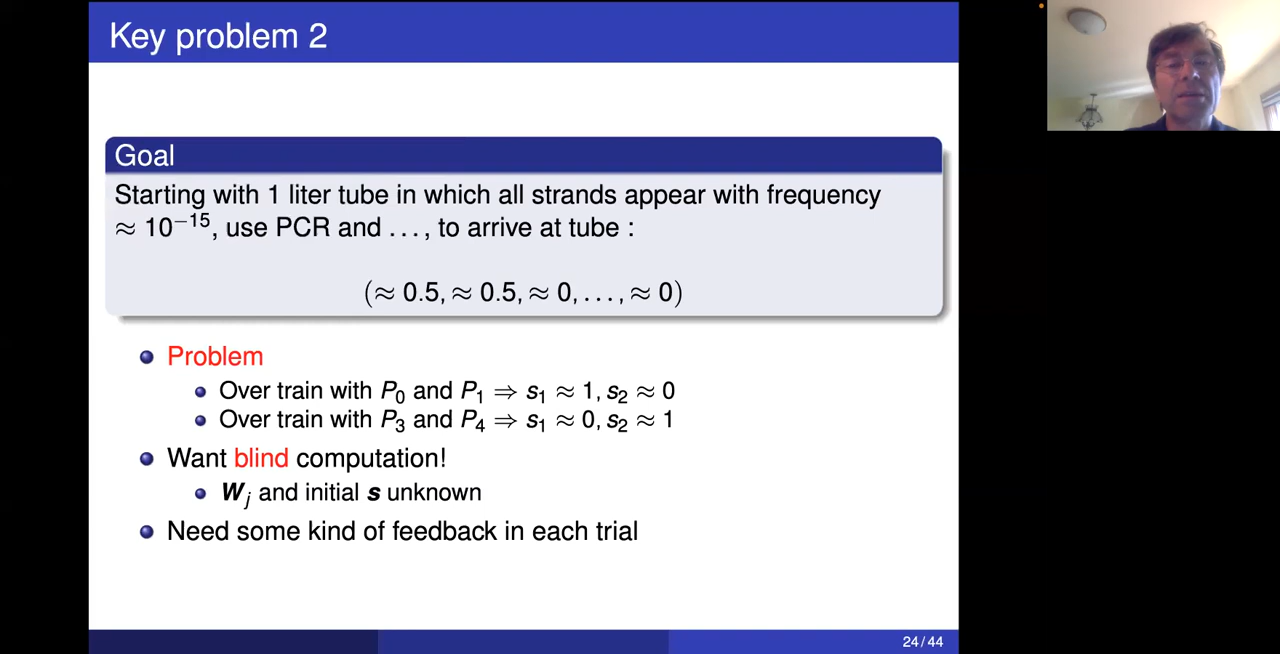 Key problem 2
Goal
Starting with 1 liter tube in which all strands appear with frequency
≈ 10⁻¹⁵, use PCR and . . . , to arrive at tube :
(≈ 0.5, ≈ 0.5, ≈ 0, . . . , ≈ 0)
Problem
Over train with P₀ and P₁ ⇒ s₁ ≈ 1, s₂ ≈ 0
Over train with P₃ and P₄ ⇒ s₁ ≈ 0, s₂ ≈ 1
Want blind computation!
Wⱼ and initial s unknown
Need some kind of feedback in each trial
24 / 44